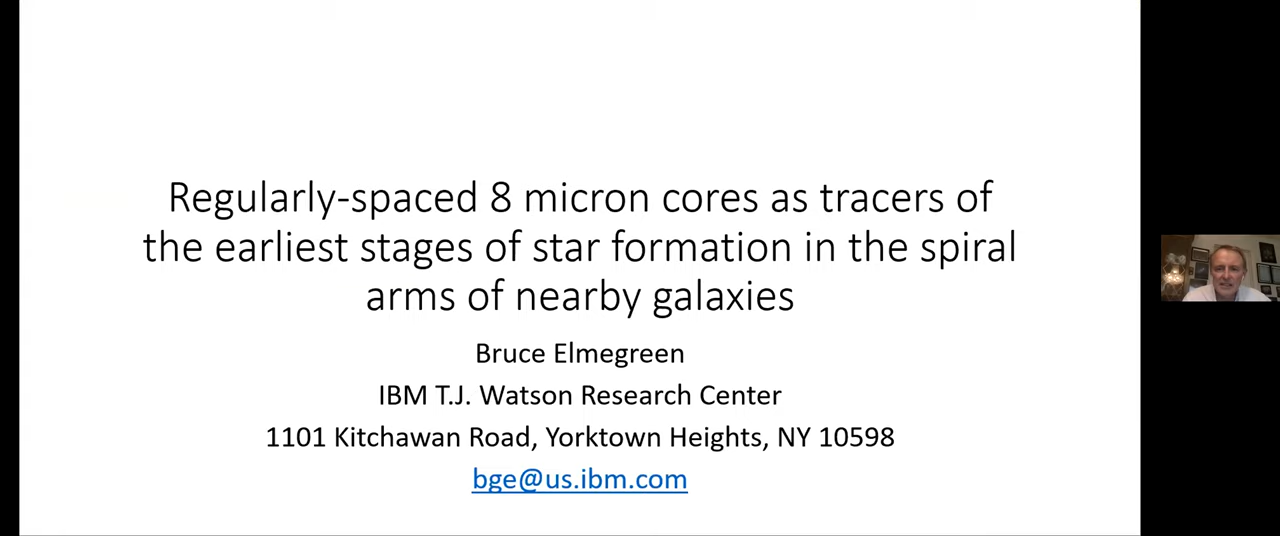 Regularly-spaced 8 micron cores as tracers of
the earliest stages of star formation in the spiral
arms of nearby galaxies
Bruce Elmegreen
IBM T.J. Watson Research Center
1101 Kitchawan Road, Yorktown Heights, NY 10598
bge@us.ibm.com